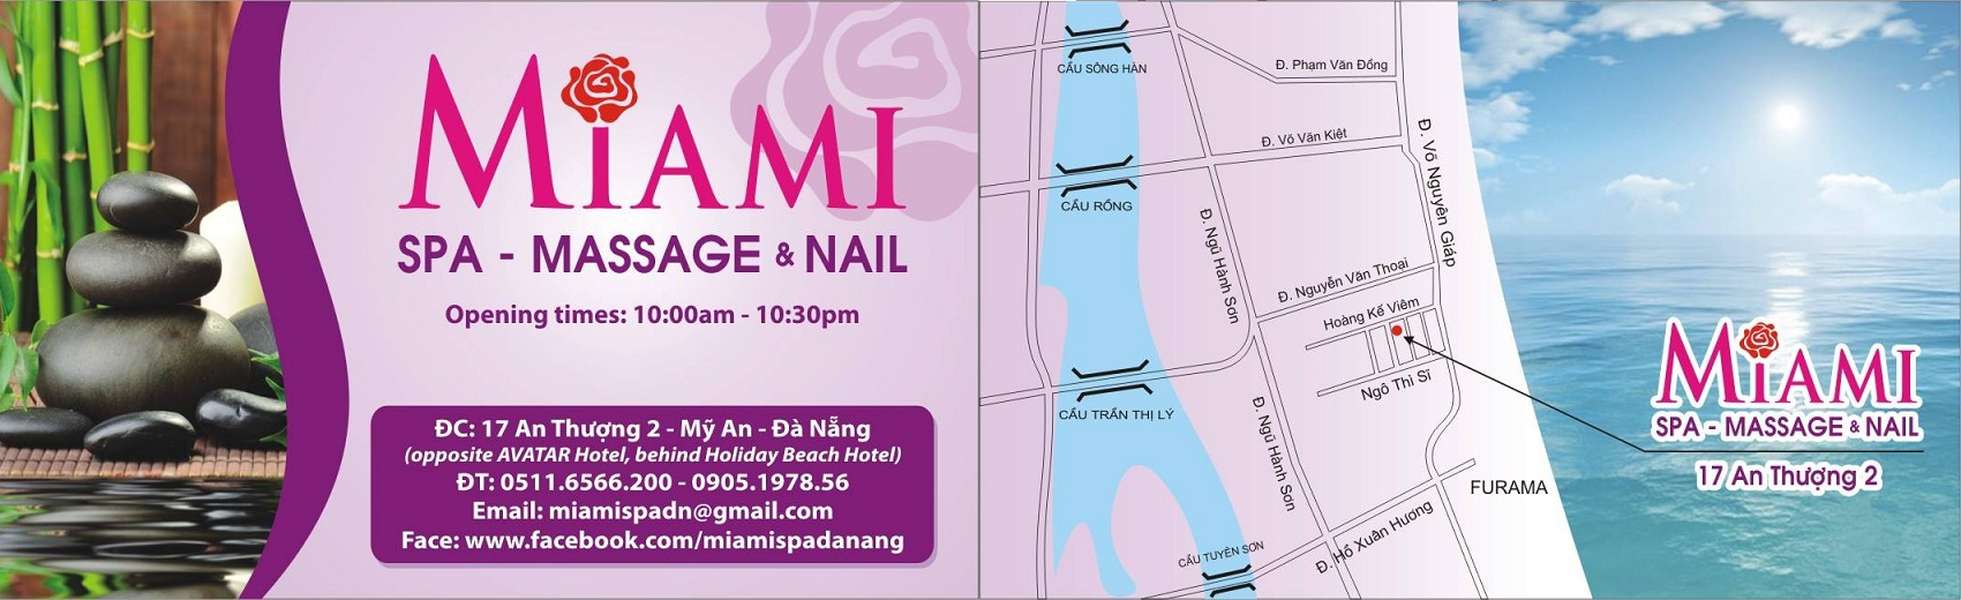 MiAMI
SPA - MASSAGE & NAIL
Opening times: 10:00am - 10:30pm
ĐC: 17 An Thượng 2 - Mỹ An - Đà Nẵng
(opposite AVATAR Hotel, behind Holiday Beach Hotel)
ĐT: 0511.6566.200 - 0905.1978.56
Email: miamispadn@gmail.com
Face: www.facebook.com/miamispadanang
CẦU SÔNG HÀN
Đ. Phạm Văn Đồng
Đ. Võ Văn Kiệt
Đ. Võ Nguyên Giáp
CẦU RỒNG
Đ. Ngũ Hành Sơn
Đ. Nguyễn Văn Thoại
Hoàng Kế Viêm
Ngô Thi Sĩ
CẦU TRẦN THỊ LÝ
Đ. Ngũ Hành Sơn
FURAMA
Đ. Hồ Xuân Hương
CẦU TUYÊN SƠN
MiAMI
SPA - MASSAGE & NAIL
17 An Thượng 2